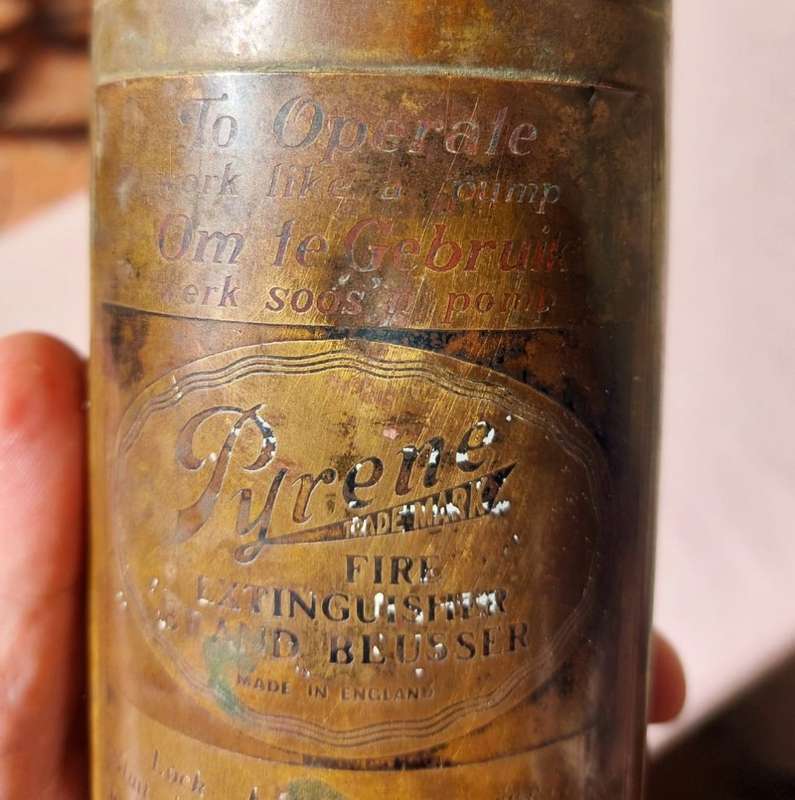 To Operate
work like a pump
Om te Gebruik
werk soos 'n pomp
Pyrene
TRADE MARK
FIRE
EXTINGUISHER
BRAND BLUSSER
MADE IN ENGLAND
Lock